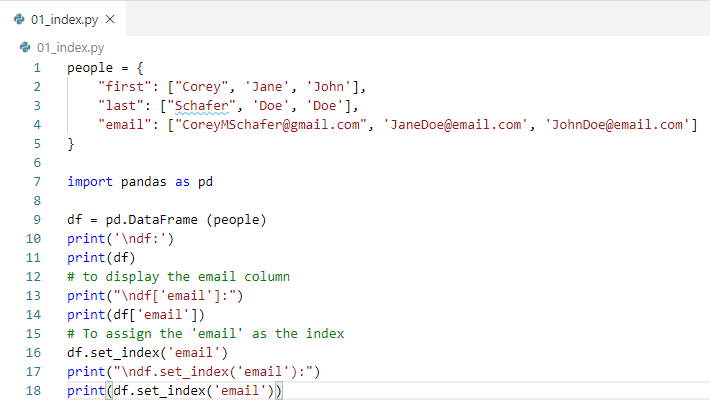 01_index.py ×
01_index.py
1 people = {
2     "first": ["Corey", 'Jane', 'John'],
3     "last": ["Schafer", 'Doe', 'Doe'],
4     "email": ["CoreyMSchafer@gmail.com", 'JaneDoe@email.com', 'JohnDoe@email.com']
5 }
6
7 import pandas as pd
8
9 df = pd.DataFrame (people)
10 print('\ndf:')
11 print(df)
12 # to display the email column
13 print("\ndf['email']:")
14 print(df['email'])
15 # To assign the 'email' as the index
16 df.set_index('email')
17 print("\ndf.set_index('email'):")
18 print(df.set_index('email'))